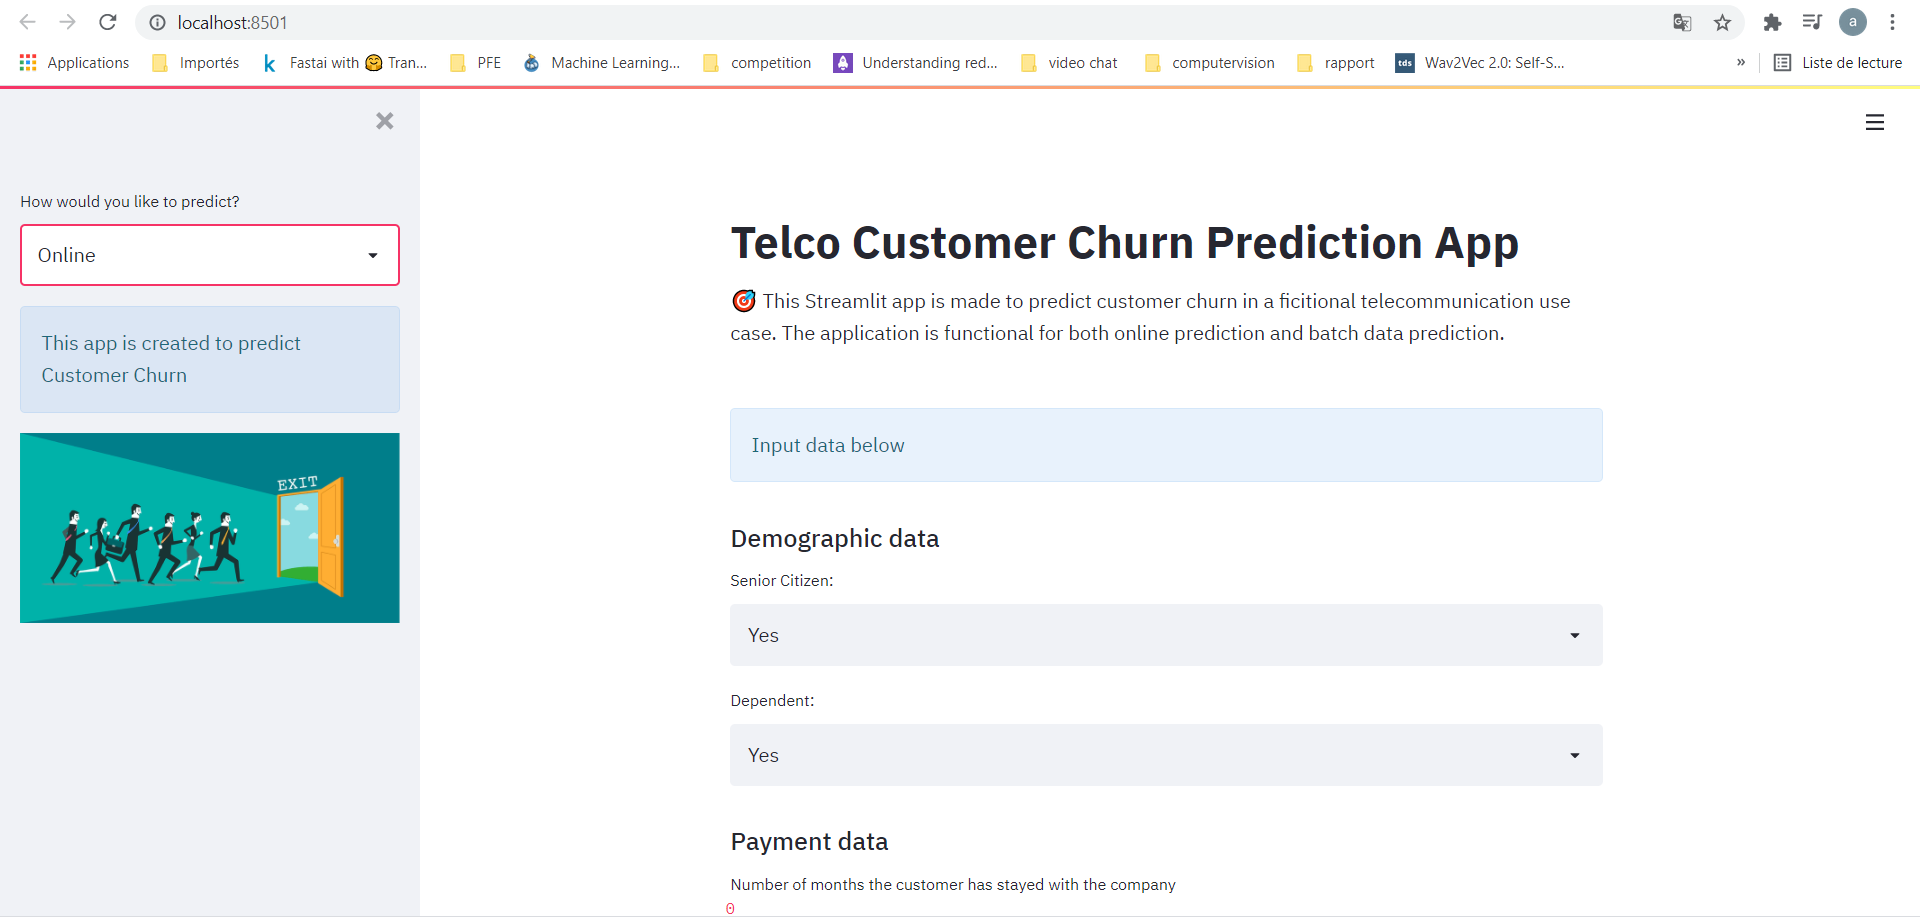 localhost:8501
a
Applications
Importés
Fastai with 🤗 Tran...
PFE
Machine Learning...
competition
Understanding red...
video chat
computervision
rapport
tds
Wav2Vec 2.0: Self-S...
»
Liste de lecture
How would you like to predict?
Online
This app is created to predict
Customer Churn
EXIT
Telco Customer Churn Prediction App
🎯 This Streamlit app is made to predict customer churn in a ficitional telecommunication use
case. The application is functional for both online prediction and batch data prediction.
Input data below
Demographic data
Senior Citizen:
Yes
Dependent:
Yes
Payment data
Number of months the customer has stayed with the company
0